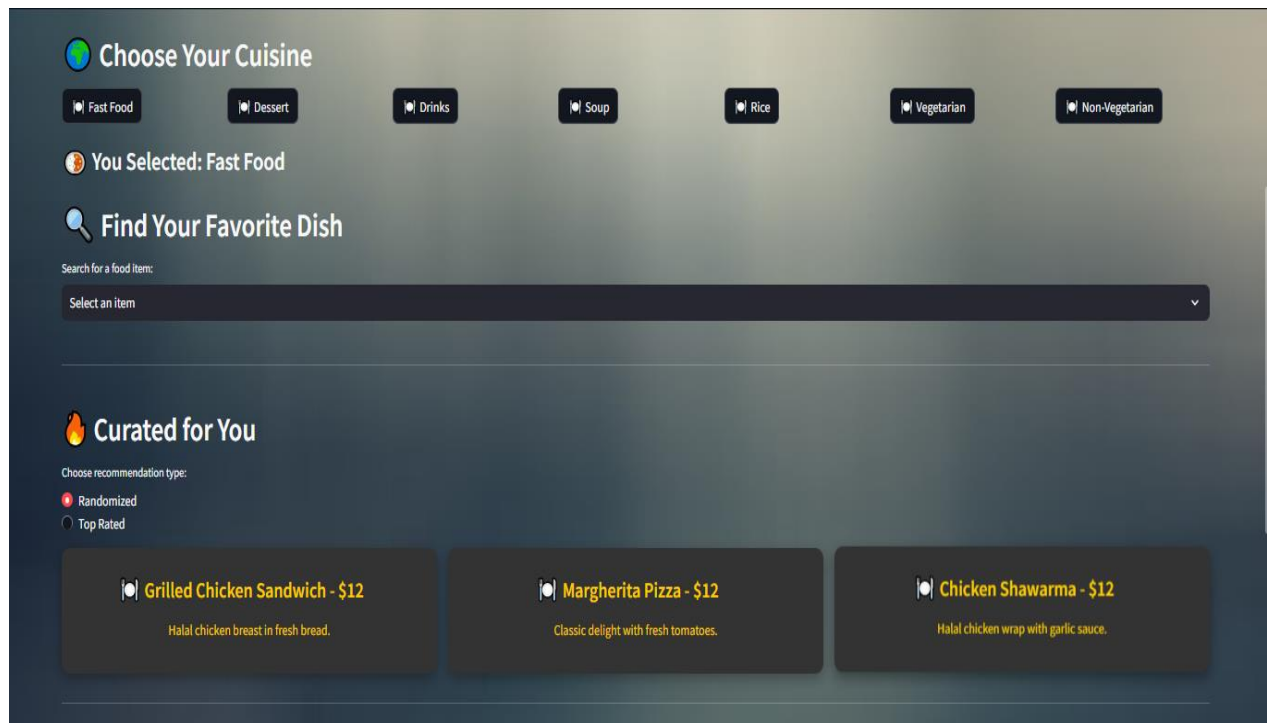 Choose Your Cuisine
Fast Food
Dessert
Drinks
Soup
Rice
Vegetarian
Non-Vegetarian
You Selected: Fast Food
Find Your Favorite Dish
Search for a food item:
Select an item
Curated for You
Choose recommendation type:
Randomized
Top Rated
Grilled Chicken Sandwich - $12
Halal chicken breast in fresh bread.
Margherita Pizza - $12
Classic delight with fresh tomatoes.
Chicken Shawarma - $12
Halal chicken wrap with garlic sauce.